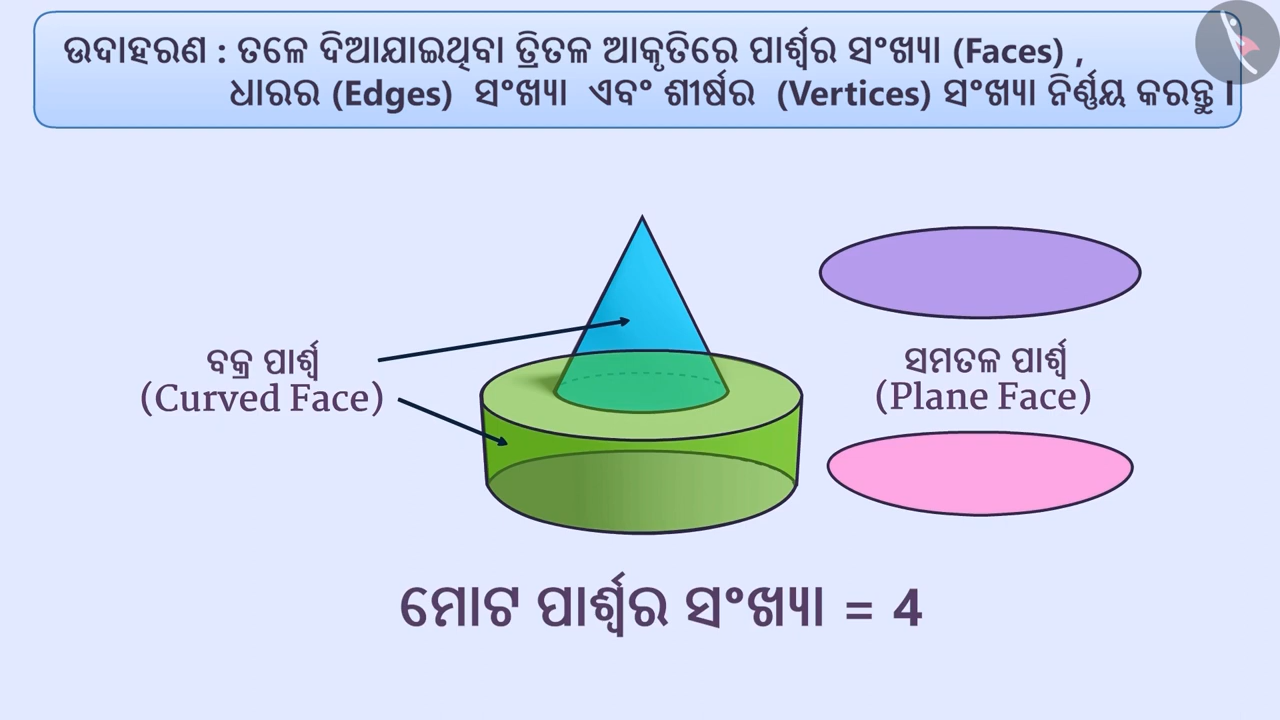 ଉଦାହରଣ : ତଳେ ଦିଆଯାଇଥିବା ତ୍ରିତଳ ଆକୃତିରେ ପାର୍ଶ୍ୱର ସଂଖ୍ୟା (Faces) ,
ଧାରର (Edges) ସଂଖ୍ୟା ଏବଂ ଶୀର୍ଷର (Vertices) ସଂଖ୍ୟା ନିର୍ଣ୍ଣୟ କରନ୍ତୁ ।
ବକ୍ର ପାର୍ଶ୍ୱ
(Curved Face)
ସମତଳ ପାର୍ଶ୍ୱ
(Plane Face)
ମୋଟ ପାର୍ଶ୍ୱର ସଂଖ୍ୟା = 4